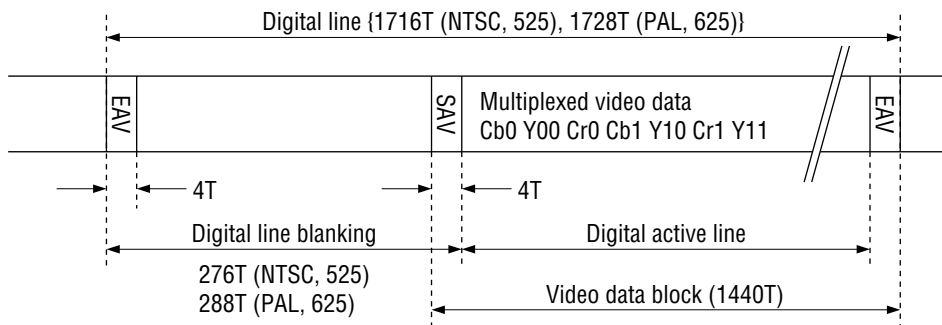 Digital line {1716T (NTSC, 525), 1728T (PAL, 625)}
EAV
SAV
Multiplexed video data
Cb0 Y00 Cr0 Cb1 Y10 Cr1 Y11
EAV
4T
4T
Digital line blanking
Digital active line
276T (NTSC, 525)
288T (PAL, 625)
Video data block (1440T)